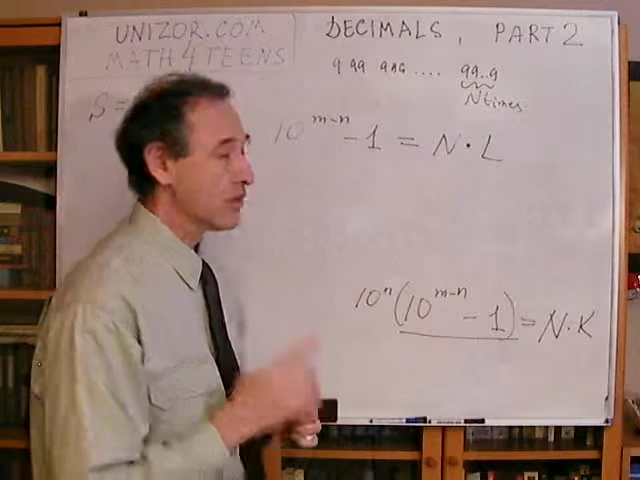 UNIZOR.COM
MATH 4 TEENS
DECIMALS, PART 2
9 99 999 .... 99..9
N times
S =
10^(m-n) - 1 = N · L
10^n (10^(m-n) - 1) = N · K